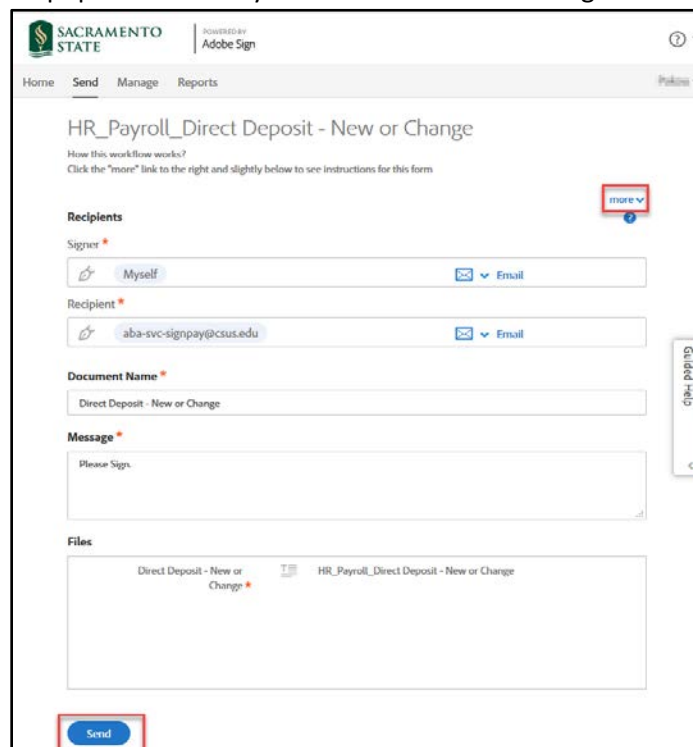 SACRAMENTO
STATE
POWERED BY
Adobe Sign
Home Send Manage Reports
HR_Payroll_Direct Deposit - New or Change
How this workflow works?
Click the "more" link to the right and slightly below to see instructions for this form
more
?
Recipients
Signer *
Myself Email
Recipient *
aba-svc-signpay@csus.edu Email
Document Name *
Direct Deposit - New or Change
Guided Help
Message *
Please Sign.
Files
Direct Deposit - New or HR_Payroll_Direct Deposit - New or Change
Change *
Send